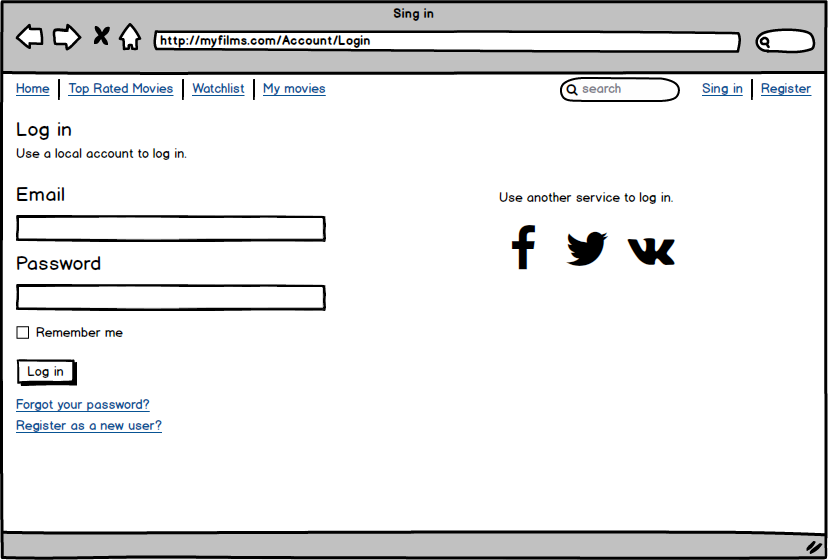 Sing in
http://myfilms.com/Account/Login
Home Top Rated Movies Watchlist My movies search Sing in Register
Log in
Use a local account to log in.
Email
Use another service to log in.
Password
Remember me
Log in
Forgot your password?
Register as a new user?